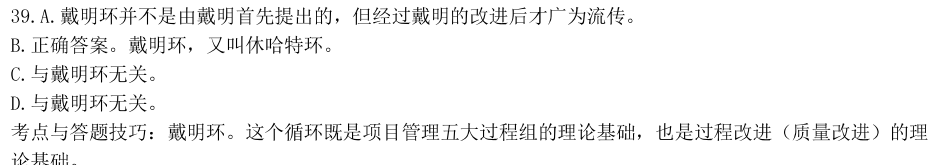 39.A.戴明环并不是由戴明首先提出的，但经过戴明的改进后才广为流传。
B.正确答案。戴明环，又叫休哈特环。
C.与戴明环无关。
D.与戴明环无关。
考点与答题技巧：戴明环。这个循环既是项目管理五大过程组的理论基础，也是过程改进（质量改进）的理
论基础。